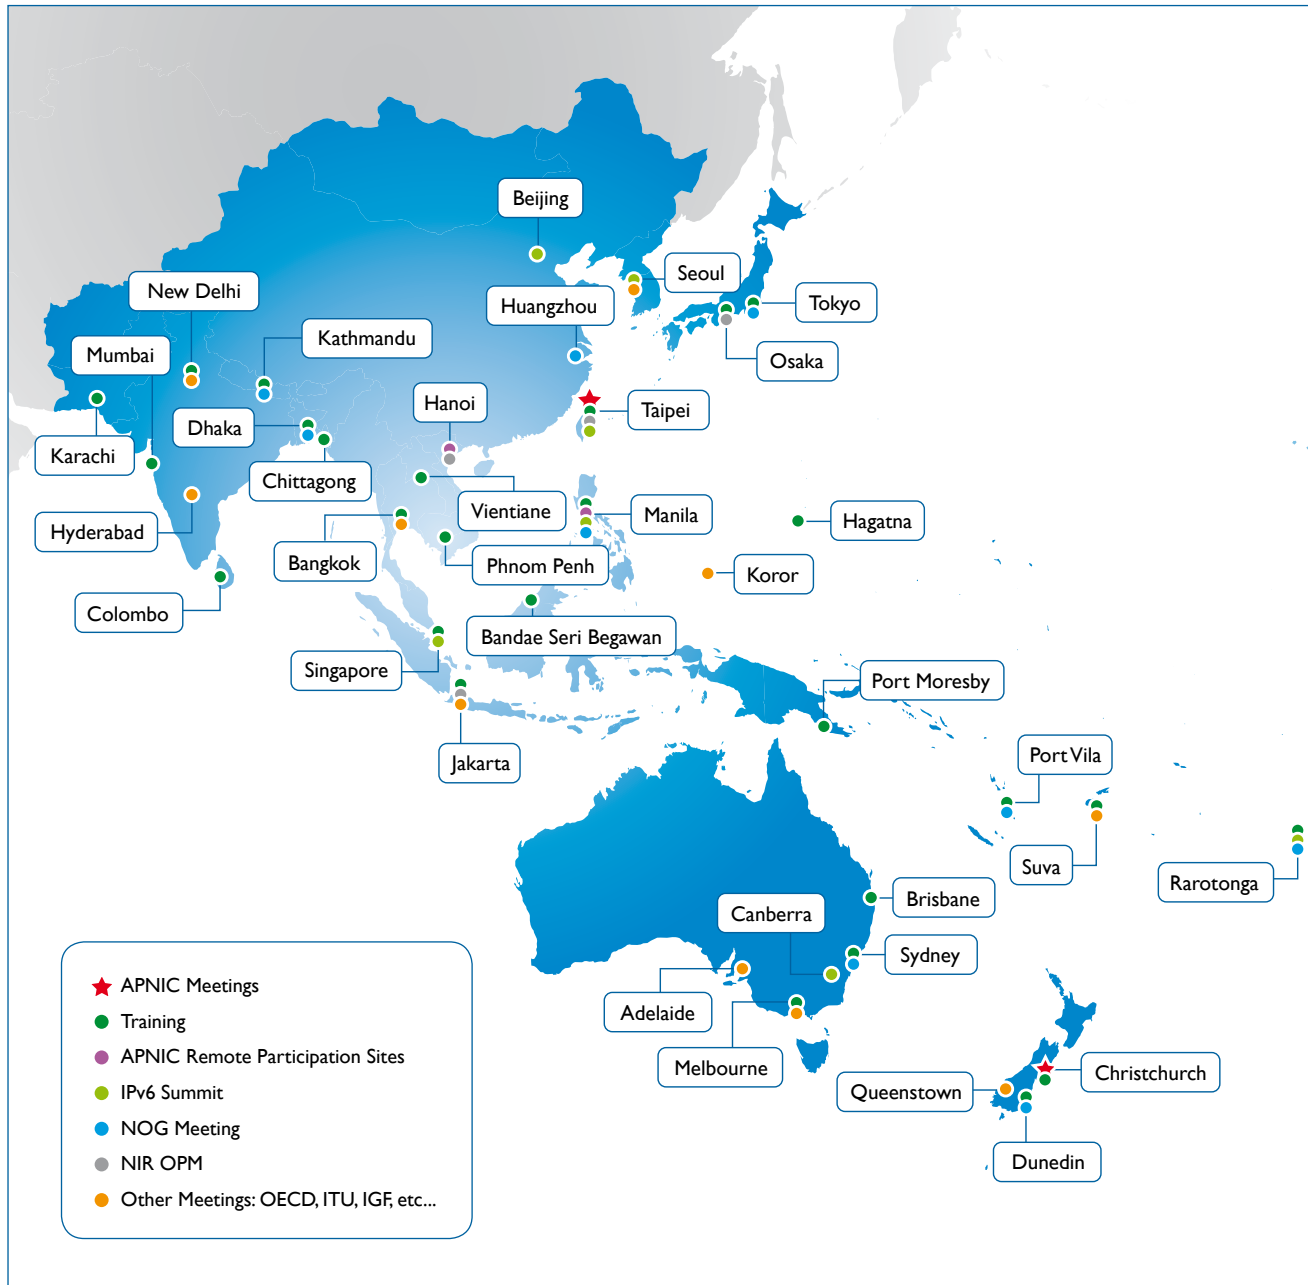 Beijing
Seoul
New Delhi
Huangzhou
Tokyo
Kathmandu
Mumbai
Osaka
Hanoi
Taipei
Dhaka
Karachi
Chittagong
Vientiane
Manila
Hagatna
Hyderabad
Bangkok
Phnom Penh
Koror
Colombo
Bandae Seri Begawan
Singapore
Port Moresby
Jakarta
Port Vila
Suva
Rarotonga
Brisbane
Canberra
Sydney
Adelaide
Melbourne
Christchurch
Queenstown
Dunedin
APNIC Meetings
Training
APNIC Remote Participation Sites
IPv6 Summit
NOG Meeting
NIR OPM
Other Meetings: OECD, ITU, IGF, etc...